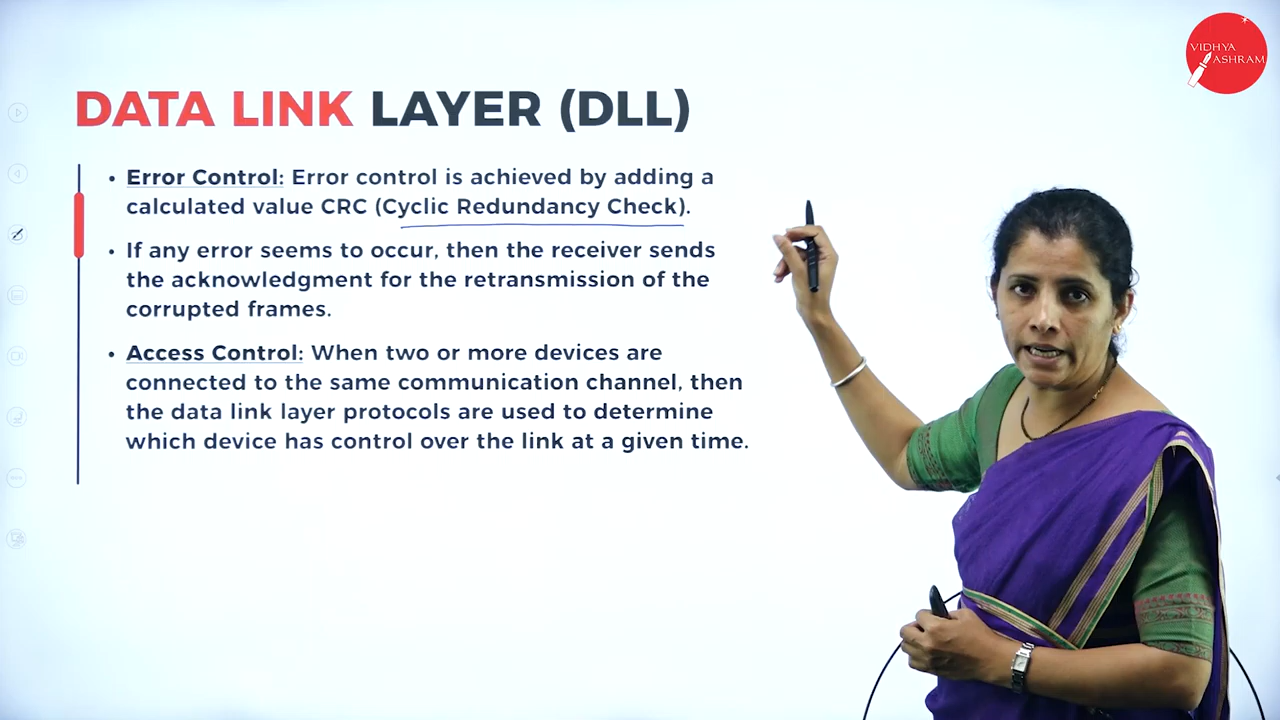 VIDHYA
ASHRAM
DATA LINK LAYER (DLL)
• Error Control: Error control is achieved by adding a
calculated value CRC (Cyclic Redundancy Check).
• If any error seems to occur, then the receiver sends
the acknowledgment for the retransmission of the
corrupted frames.
• Access Control: When two or more devices are
connected to the same communication channel, then
the data link layer protocols are used to determine
which device has control over the link at a given time.